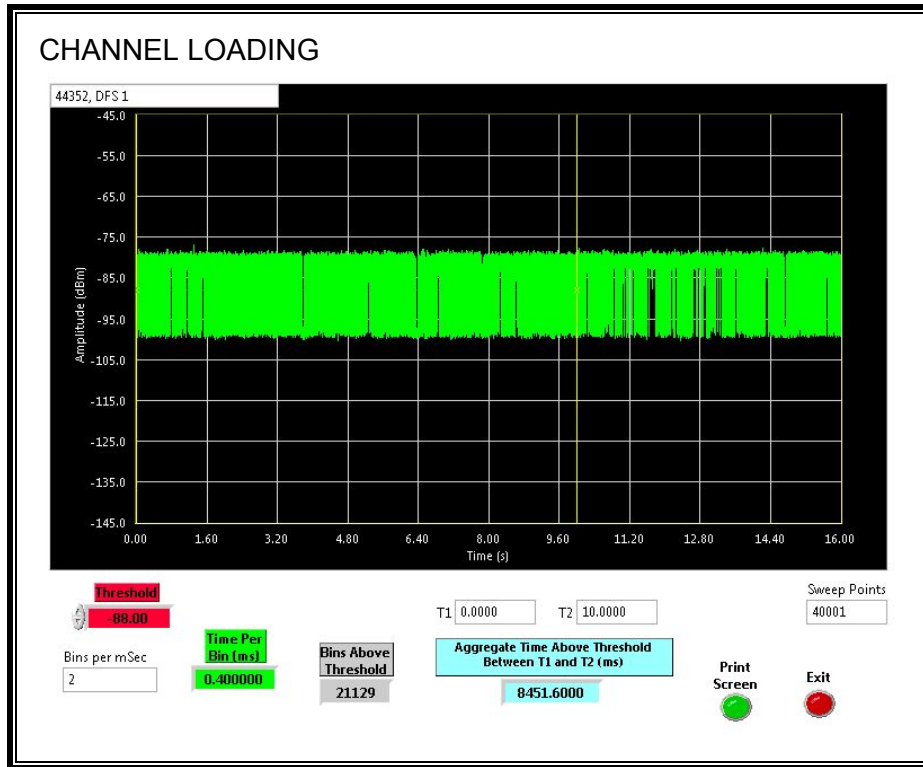 CHANNEL LOADING
44352, DFS 1
Amplitude (dBm)
-45.0
-55.0
-65.0
-75.0
-85.0
-95.0
-105.0
-115.0
-125.0
-135.0
-145.0
0.00 1.60 3.20 4.80 6.40 8.00 9.60 11.20 12.80 14.40 16.00
Time (s)
Threshold
-88.00
T1 0.0000 T2 10.0000
Sweep Points
40001
Bins per mSec
2
Time Per
Bin (ms)
0.400000
Bins Above
Threshold
21129
Aggregate Time Above Threshold
Between T1 and T2 (ms)
8451.6000
Print
Screen
Exit